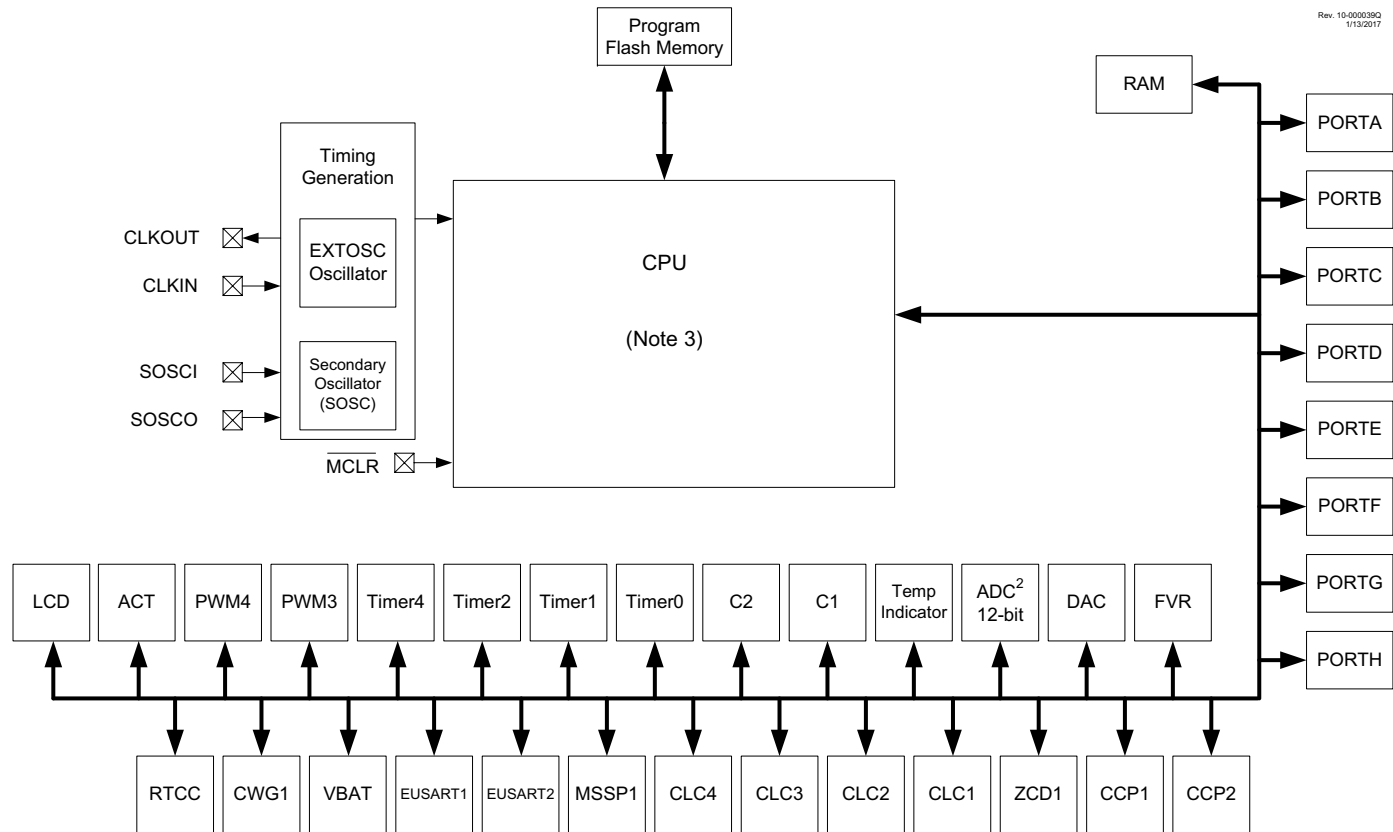 Rev. 10-000039Q
1/13/2017
Program
Flash Memory
RAM
PORTA
PORTB
PORTC
PORTD
PORTE
PORTF
PORTG
PORTH
Timing
Generation
EXTOSC
Oscillator
Secondary
Oscillator
(SOSC)
CLKOUT
CLKIN
SOSCI
SOSCO
MCLR
CPU
(Note 3)
LCD
ACT
PWM4
PWM3
Timer4
Timer2
Timer1
Timer0
C2
C1
Temp
Indicator
ADC²
12-bit
DAC
FVR
RTCC
CWG1
VBAT
EUSART1
EUSART2
MSSP1
CLC4
CLC3
CLC2
CLC1
ZCD1
CCP1
CCP2